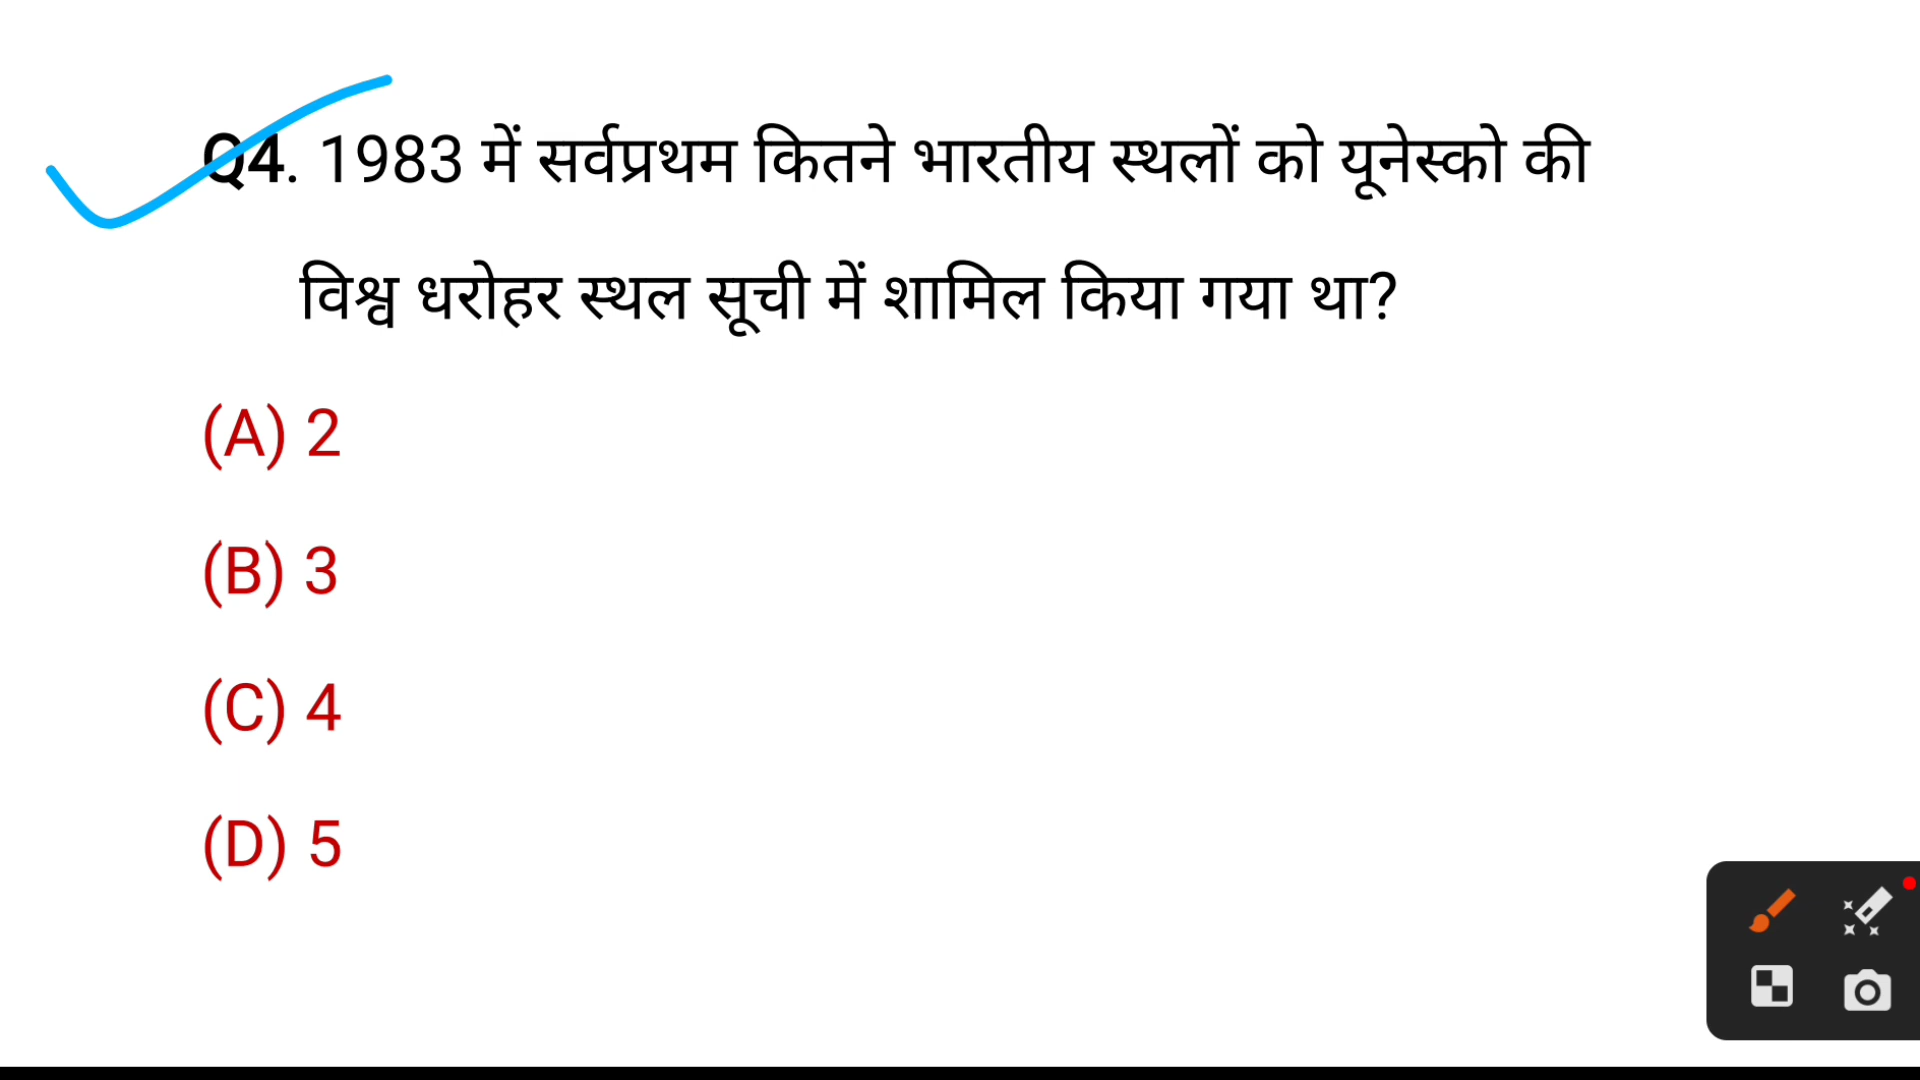 Q4. 1983 में सर्वप्रथम कितने भारतीय स्थलों को यूनेस्को की
विश्व धरोहर स्थल सूची में शामिल किया गया था?
(A) 2
(B) 3
(C) 4
(D) 5